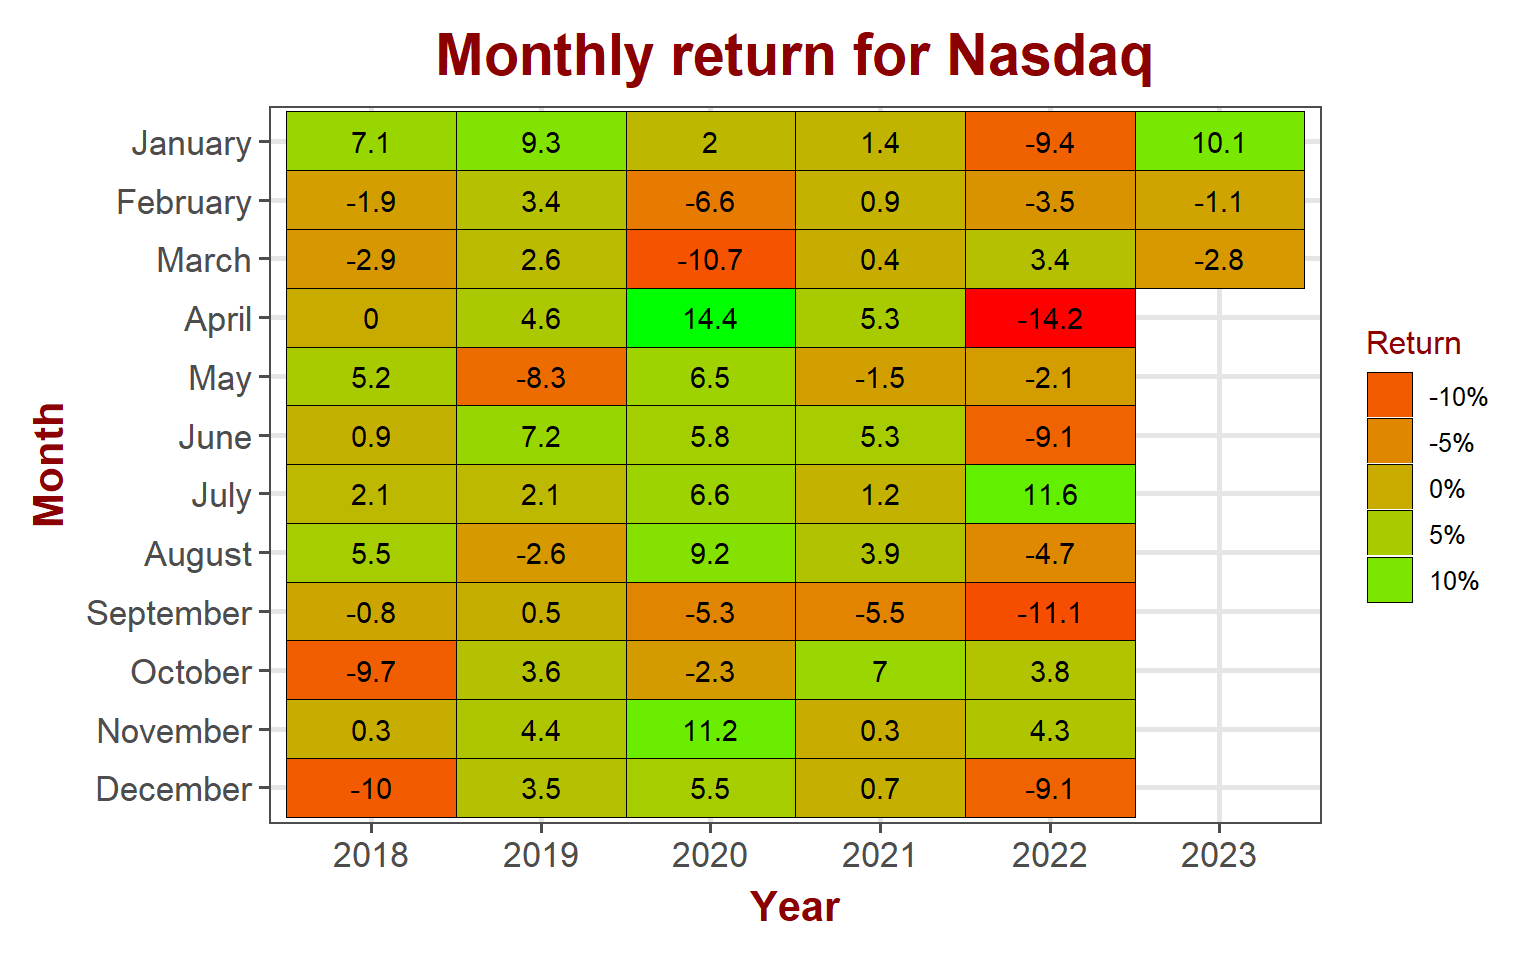 Monthly return for Nasdaq
January 7.1 9.3 2 1.4 -9.4 10.1
February -1.9 3.4 -6.6 0.9 -3.5 -1.1
March -2.9 2.6 -10.7 0.4 3.4 -2.8
April 0 4.6 14.4 5.3 -14.2
May 5.2 -8.3 6.5 -1.5 -2.1
June 0.9 7.2 5.8 5.3 -9.1
July 2.1 2.1 6.6 1.2 11.6
August 5.5 -2.6 9.2 3.9 -4.7
September -0.8 0.5 -5.3 -5.5 -11.1
October -9.7 3.6 -2.3 7 3.8
November 0.3 4.4 11.2 0.3 4.3
December -10 3.5 5.5 0.7 -9.1
2018 2019 2020 2021 2022 2023
Year
Month
Return
-10%
-5%
0%
5%
10%